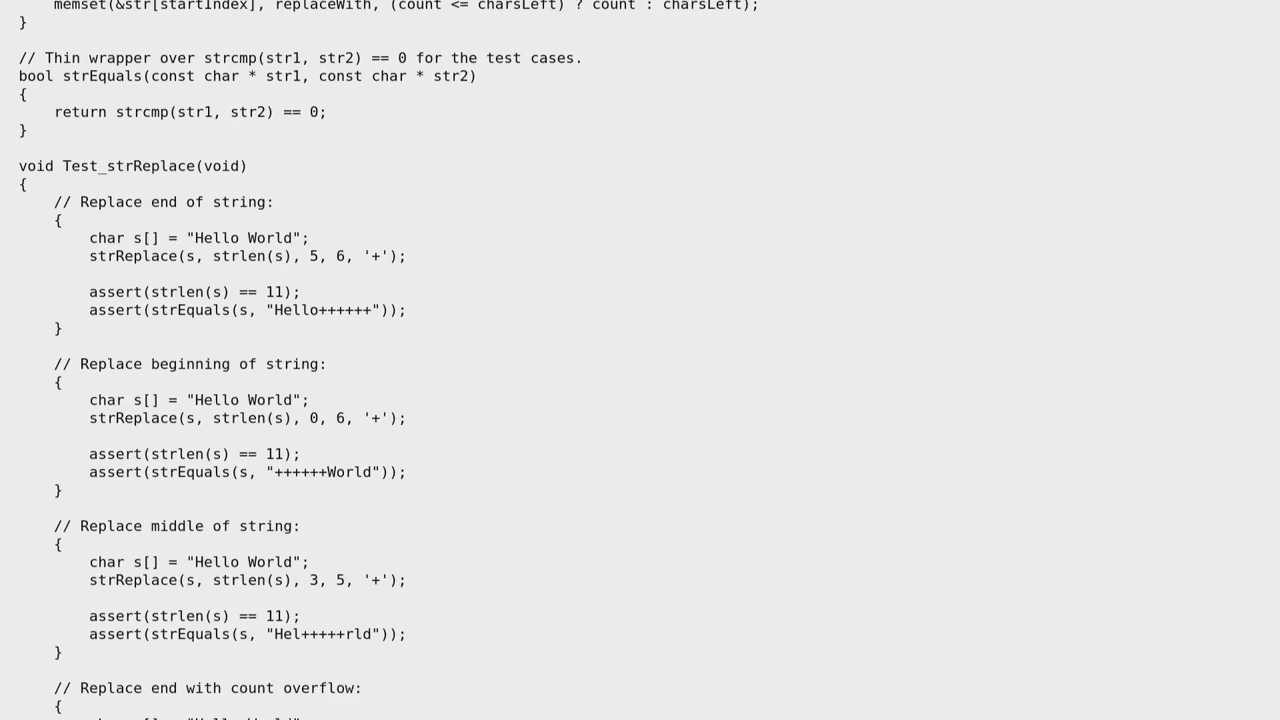 memset(&str[startIndex], replaceWith, (count <= charsLeft) ? count : charsLeft);
}
// Thin wrapper over strcmp(str1, str2) == 0 for the test cases.
bool strEquals(const char * str1, const char * str2)
{
return strcmp(str1, str2) == 0;
}
void Test_strReplace(void)
{
// Replace end of string:
{
char s[] = "Hello World";
strReplace(s, strlen(s), 5, 6, '+');
assert(strlen(s) == 11);
assert(strEquals(s, "Hello++++++"));
}
// Replace beginning of string:
{
char s[] = "Hello World";
strReplace(s, strlen(s), 0, 6, '+');
assert(strlen(s) == 11);
assert(strEquals(s, "++++++World"));
}
// Replace middle of string:
{
char s[] = "Hello World";
strReplace(s, strlen(s), 3, 5, '+');
assert(strlen(s) == 11);
assert(strEquals(s, "Hel+++++rld"));
}
// Replace end with count overflow:
{